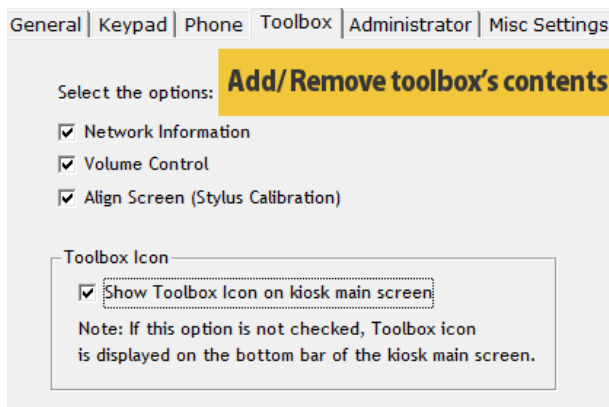 General Keypad Phone Toolbox Administrator Misc Settings
Add/Remove toolbox's contents
Select the options:
Network Information
Volume Control
Align Screen (Stylus Calibration)
Toolbox Icon
Show Toolbox Icon on kiosk main screen
Note: If this option is not checked, Toolbox icon
is displayed on the bottom bar of the kiosk main screen.